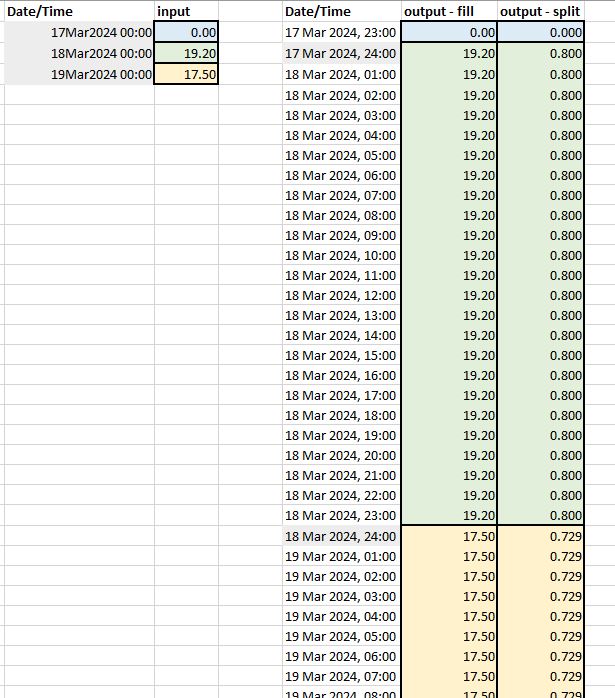 Date/Time input Date/Time output - fill output - split
17Mar2024 00:00 0.00 17 Mar 2024, 23:00 0.00 0.000
18Mar2024 00:00 19.20 17 Mar 2024, 24:00 19.20 0.800
19Mar2024 00:00 17.50 18 Mar 2024, 01:00 19.20 0.800
18 Mar 2024, 02:00 19.20 0.800
18 Mar 2024, 03:00 19.20 0.800
18 Mar 2024, 04:00 19.20 0.800
18 Mar 2024, 05:00 19.20 0.800
18 Mar 2024, 06:00 19.20 0.800
18 Mar 2024, 07:00 19.20 0.800
18 Mar 2024, 08:00 19.20 0.800
18 Mar 2024, 09:00 19.20 0.800
18 Mar 2024, 10:00 19.20 0.800
18 Mar 2024, 11:00 19.20 0.800
18 Mar 2024, 12:00 19.20 0.800
18 Mar 2024, 13:00 19.20 0.800
18 Mar 2024, 14:00 19.20 0.800
18 Mar 2024, 15:00 19.20 0.800
18 Mar 2024, 16:00 19.20 0.800
18 Mar 2024, 17:00 19.20 0.800
18 Mar 2024, 18:00 19.20 0.800
18 Mar 2024, 19:00 19.20 0.800
18 Mar 2024, 20:00 19.20 0.800
18 Mar 2024, 21:00 19.20 0.800
18 Mar 2024, 22:00 19.20 0.800
18 Mar 2024, 23:00 19.20 0.800
18 Mar 2024, 24:00 17.50 0.729
19 Mar 2024, 01:00 17.50 0.729
19 Mar 2024, 02:00 17.50 0.729
19 Mar 2024, 03:00 17.50 0.729
19 Mar 2024, 04:00 17.50 0.729
19 Mar 2024, 05:00 17.50 0.729
19 Mar 2024, 06:00 17.50 0.729
19 Mar 2024, 07:00 17.50 0.729
19 Mar 2024, 08:00 17.50 0.729